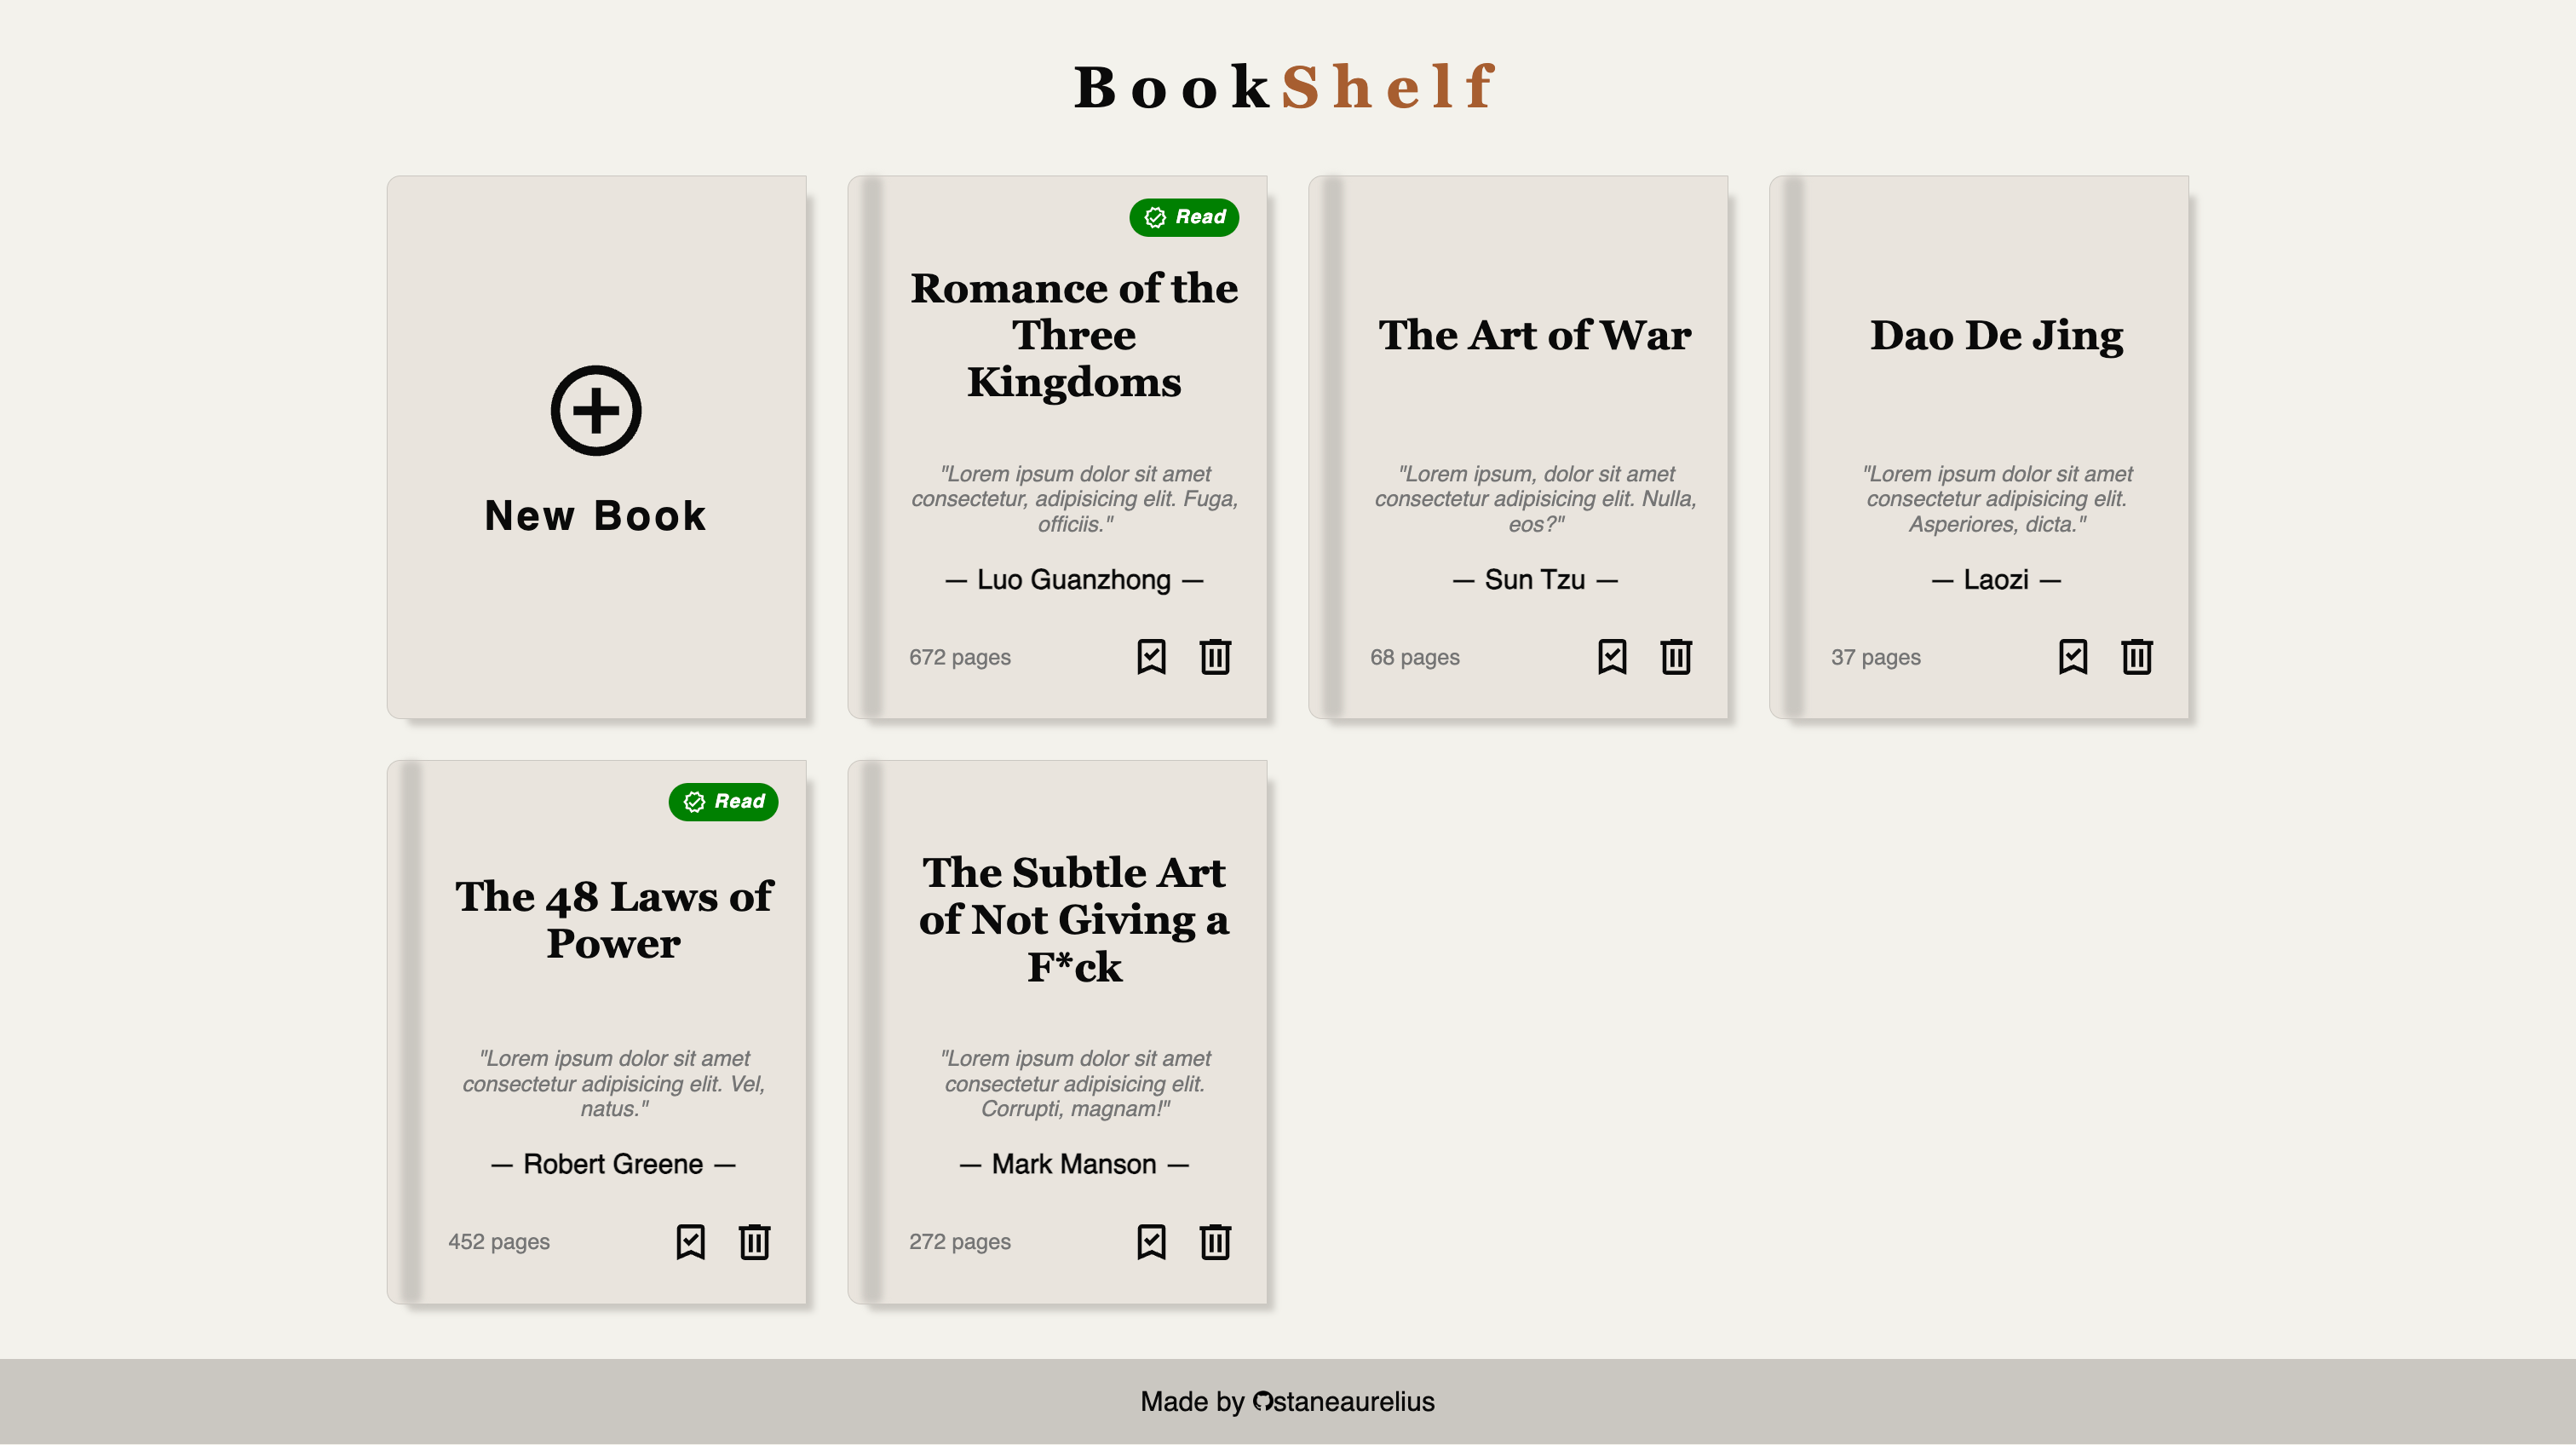 BookShelf
New Book
Read
Romance of the
Three
Kingdoms
"Lorem ipsum dolor sit amet
consectetur, adipisicing elit. Fuga,
officiis."
— Luo Guanzhong —
672 pages
The Art of War
"Lorem ipsum, dolor sit amet
consectetur adipisicing elit. Nulla,
eos?"
— Sun Tzu —
68 pages
Dao De Jing
"Lorem ipsum dolor sit amet
consectetur adipisicing elit.
Asperiores, dicta."
— Laozi —
37 pages
Read
The 48 Laws of
Power
"Lorem ipsum dolor sit amet
consectetur adipisicing elit. Vel,
natus."
— Robert Greene —
452 pages
The Subtle Art
of Not Giving a
F*ck
"Lorem ipsum dolor sit amet
consectetur adipisicing elit.
Corrupti, magnam!"
— Mark Manson —
272 pages
Made by staneaurelius